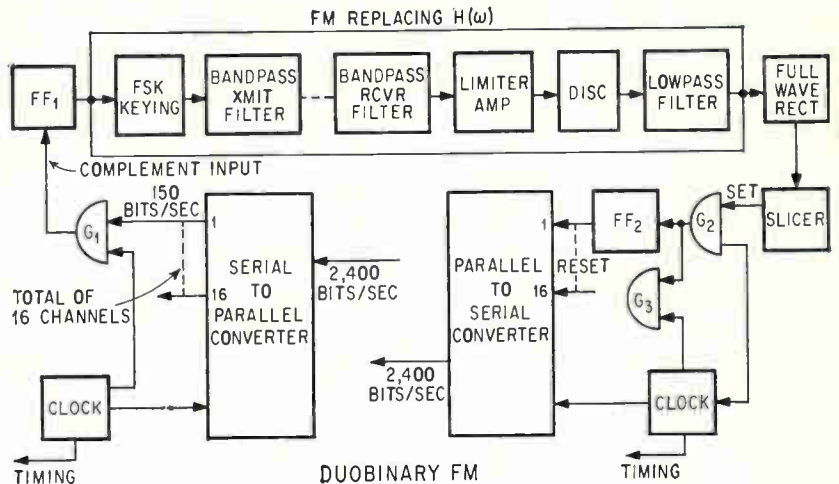 FM REPLACING H(ω)
FF1
FSK
KEYING
BANDPASS
XMIT
FILTER
BANDPASS
RCVR
FILTER
LIMITER
AMP
DISC
LOWPASS
FILTER
FULL
WAVE
RECT
COMPLEMENT INPUT
150
BITS/SEC
G1
1
16
TOTAL OF
16 CHANNELS
SERIAL
TO
PARALLEL
CONVERTER
2,400
BITS/SEC
CLOCK
TIMING
PARALLEL
TO
SERIAL
CONVERTER
1
16
RESET
FF2
G2
SET
SLICER
G3
2,400
BITS/SEC
CLOCK
TIMING
DUOBINARY FM